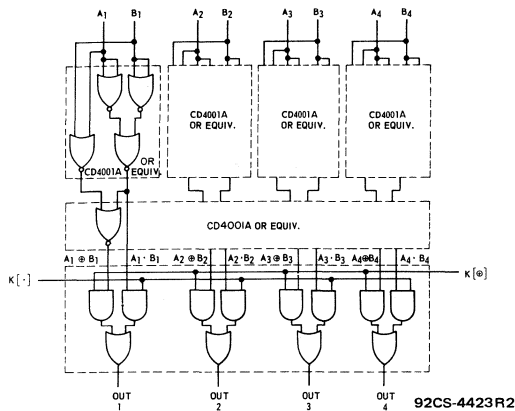 A1 B1 A2 B2 A3 B3 A4 B4
CD4001A OR EQUIV.
CD4001A
OR EQUIV.
CD4001A
OR EQUIV.
CD4001A
OR EQUIV.
CD4001A OR EQUIV.
A1 ⊕ B1 A1 · B1 A2 ⊕ B2 A2 · B2 A3 ⊕ B3 A3 · B3 A4 ⊕ B4 A4 · B4
K[⊕]
K[·]
OUT
1
OUT
2
OUT
3
OUT
4
92CS-4423R2